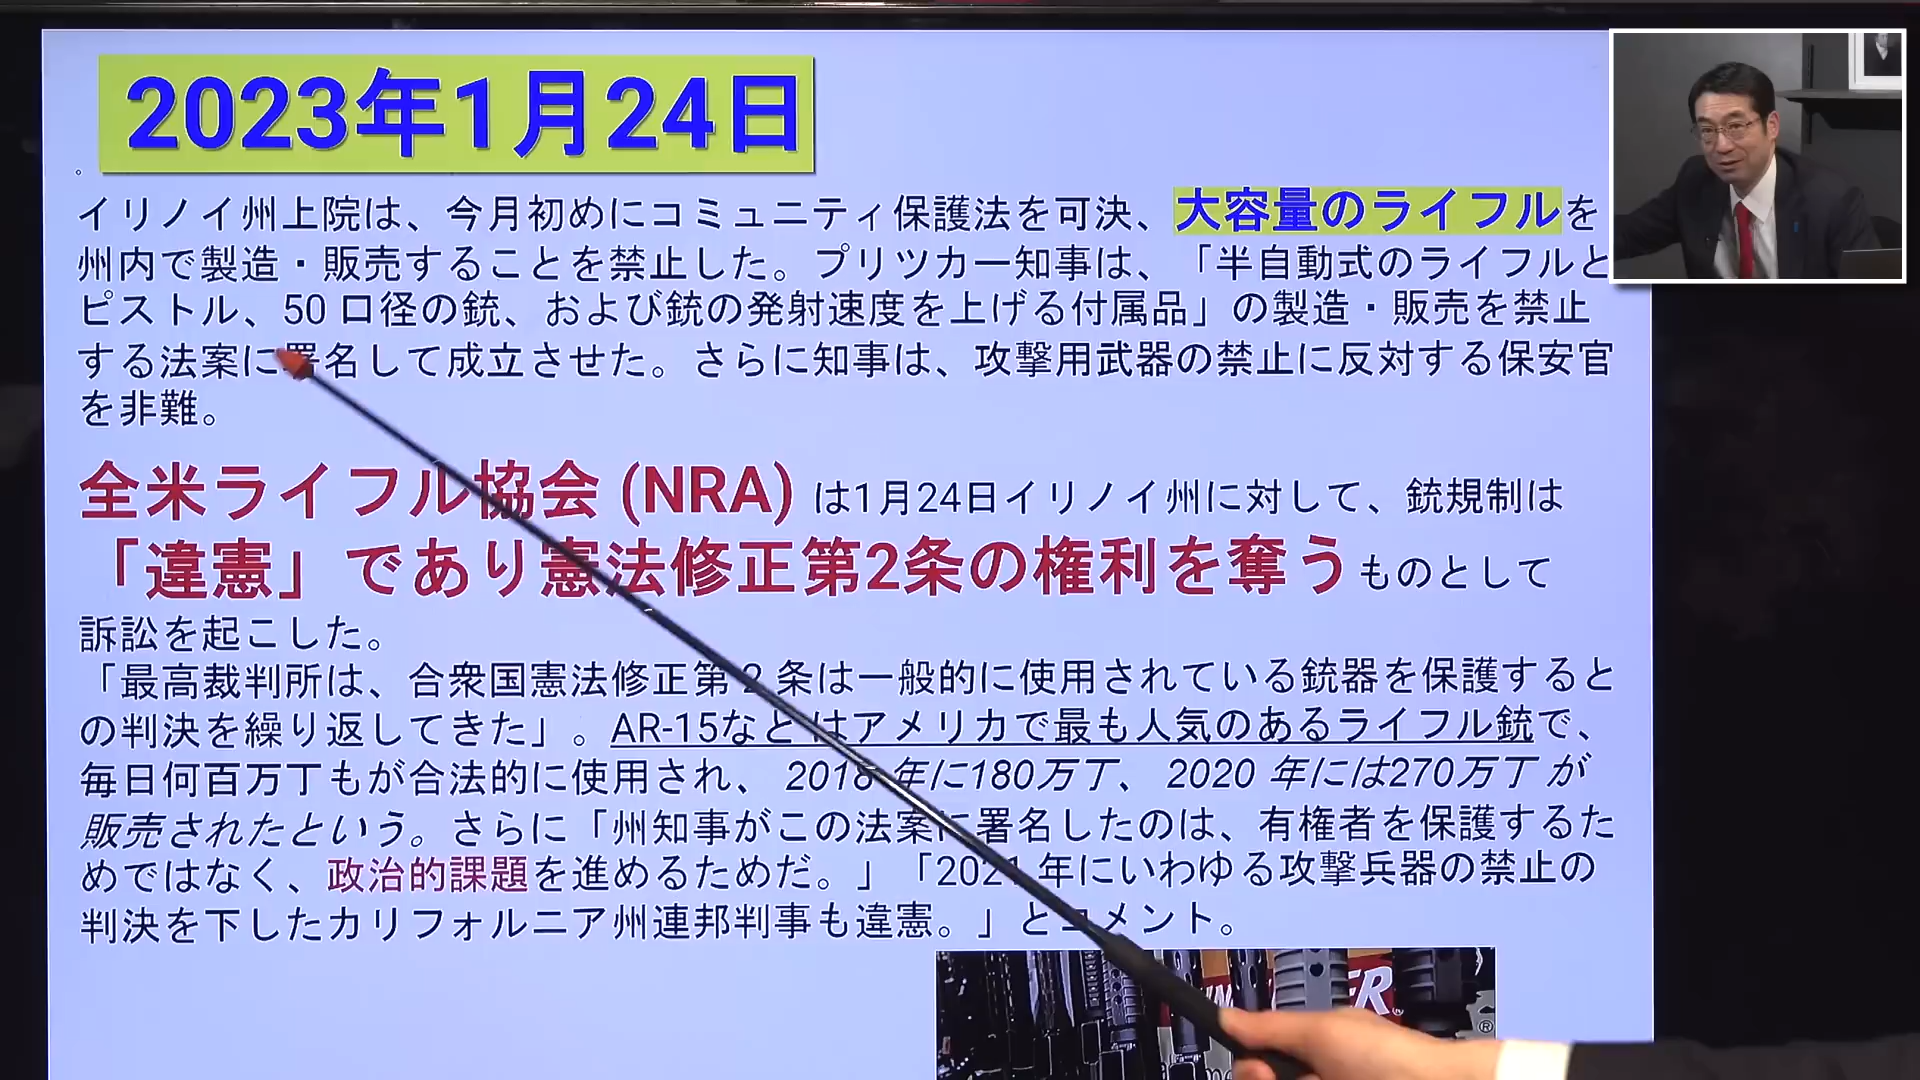 2023年1月24日
。
イリノイ州上院は、今月初めにコミュニティ保護法を可決、大容量のライフルを
州内で製造・販売することを禁止した。プリツカー知事は、「半自動式のライフルと
ピストル、50 口径の銃、および銃の発射速度を上げる付属品」の製造・販売を禁止
する法案に署名して成立させた。さらに知事は、攻撃用武器の禁止に反対する保安官
を非難。
全米ライフル協会 (NRA) は1月24日イリノイ州に対して、銃規制は
「違憲」であり憲法修正第2条の権利を奪うものとして
訴訟を起こした。
「最高裁判所は、合衆国憲法修正第 2 条は一般的に使用されている銃器を保護すると
の判決を繰り返してきた」。AR-15などはアメリカで最も人気のあるライフル銃で、
毎日何百万丁もが合法的に使用され、 2018 年に180万丁、 2020 年には270万丁 が
販売されたという。さらに「州知事がこの法案に署名したのは、有権者を保護するた
めではなく、政治的課題を進めるためだ。」「2021 年にいわゆる攻撃兵器の禁止の
判決を下したカリフォルニア州連邦判事も違憲。」とコメント。